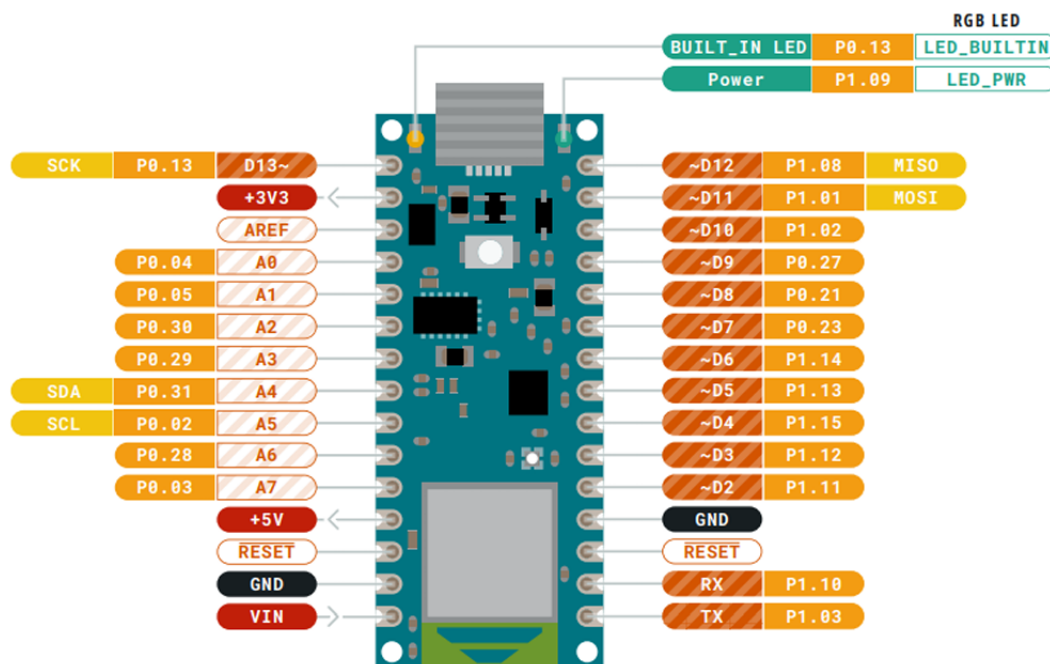 RGB LED
BUILT_IN LED P0.13 LED_BUILTIN
Power P1.09 LED_PWR
SCK P0.13 D13~ ~D12 P1.08 MISO
+3V3 ~D11 P1.01 MOSI
AREF ~D10 P1.02
P0.04 A0 ~D9 P0.27
P0.05 A1 ~D8 P0.21
P0.30 A2 ~D7 P0.23
P0.29 A3 ~D6 P1.14
SDA P0.31 A4 ~D5 P1.13
SCL P0.02 A5 ~D4 P1.15
P0.28 A6 ~D3 P1.12
P0.03 A7 ~D2 P1.11
+5V GND
RESET RESET
GND RX P1.10
VIN TX P1.03